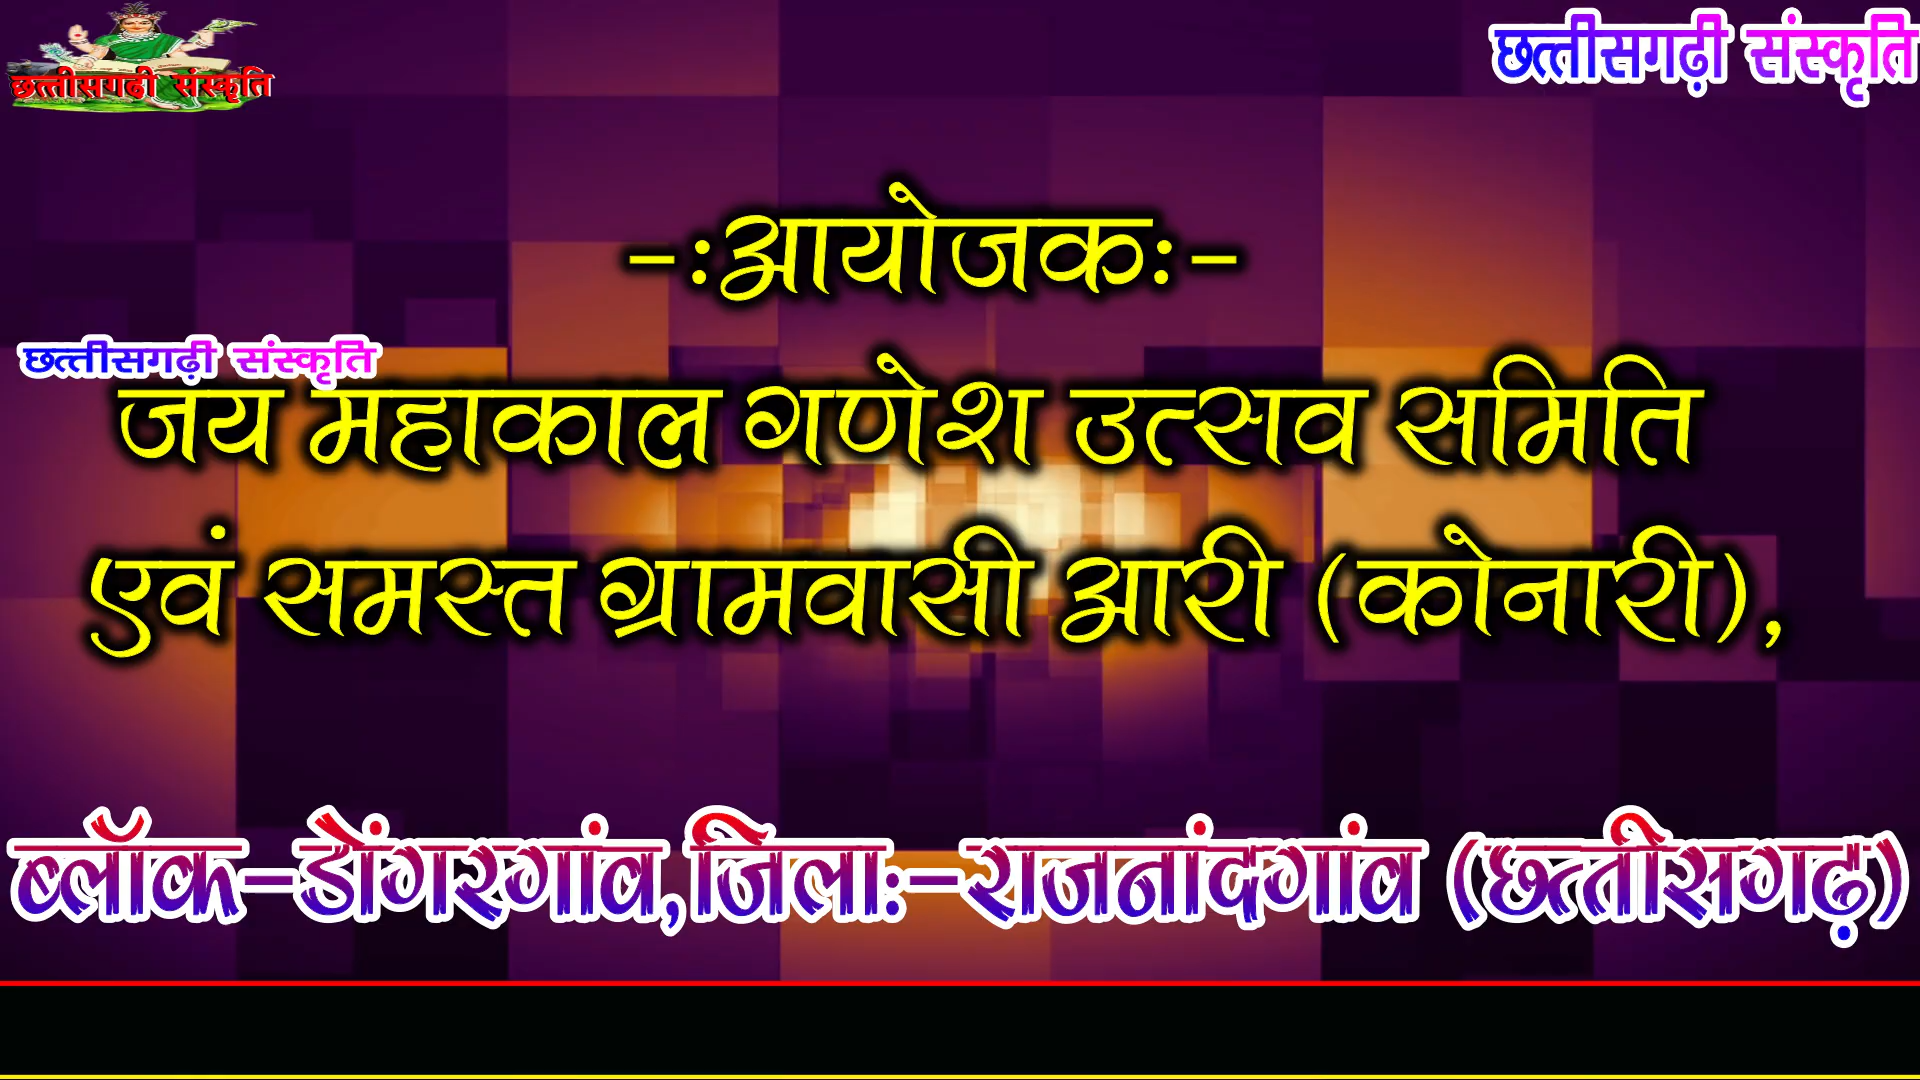 छत्तीसगढी संस्कृति
छत्तीसगढ़ी संस्कृति
-:आयोजक:-
छत्तीसगढ़ी संस्कृति
जय महाकाल गणेश उत्सव समिति
एवं समस्त ग्रामवासी आरी (कोनारी),
ब्लॉक-डोंगरगांव,जिला:-राजनांदगांव (छत्तीसगढ़)